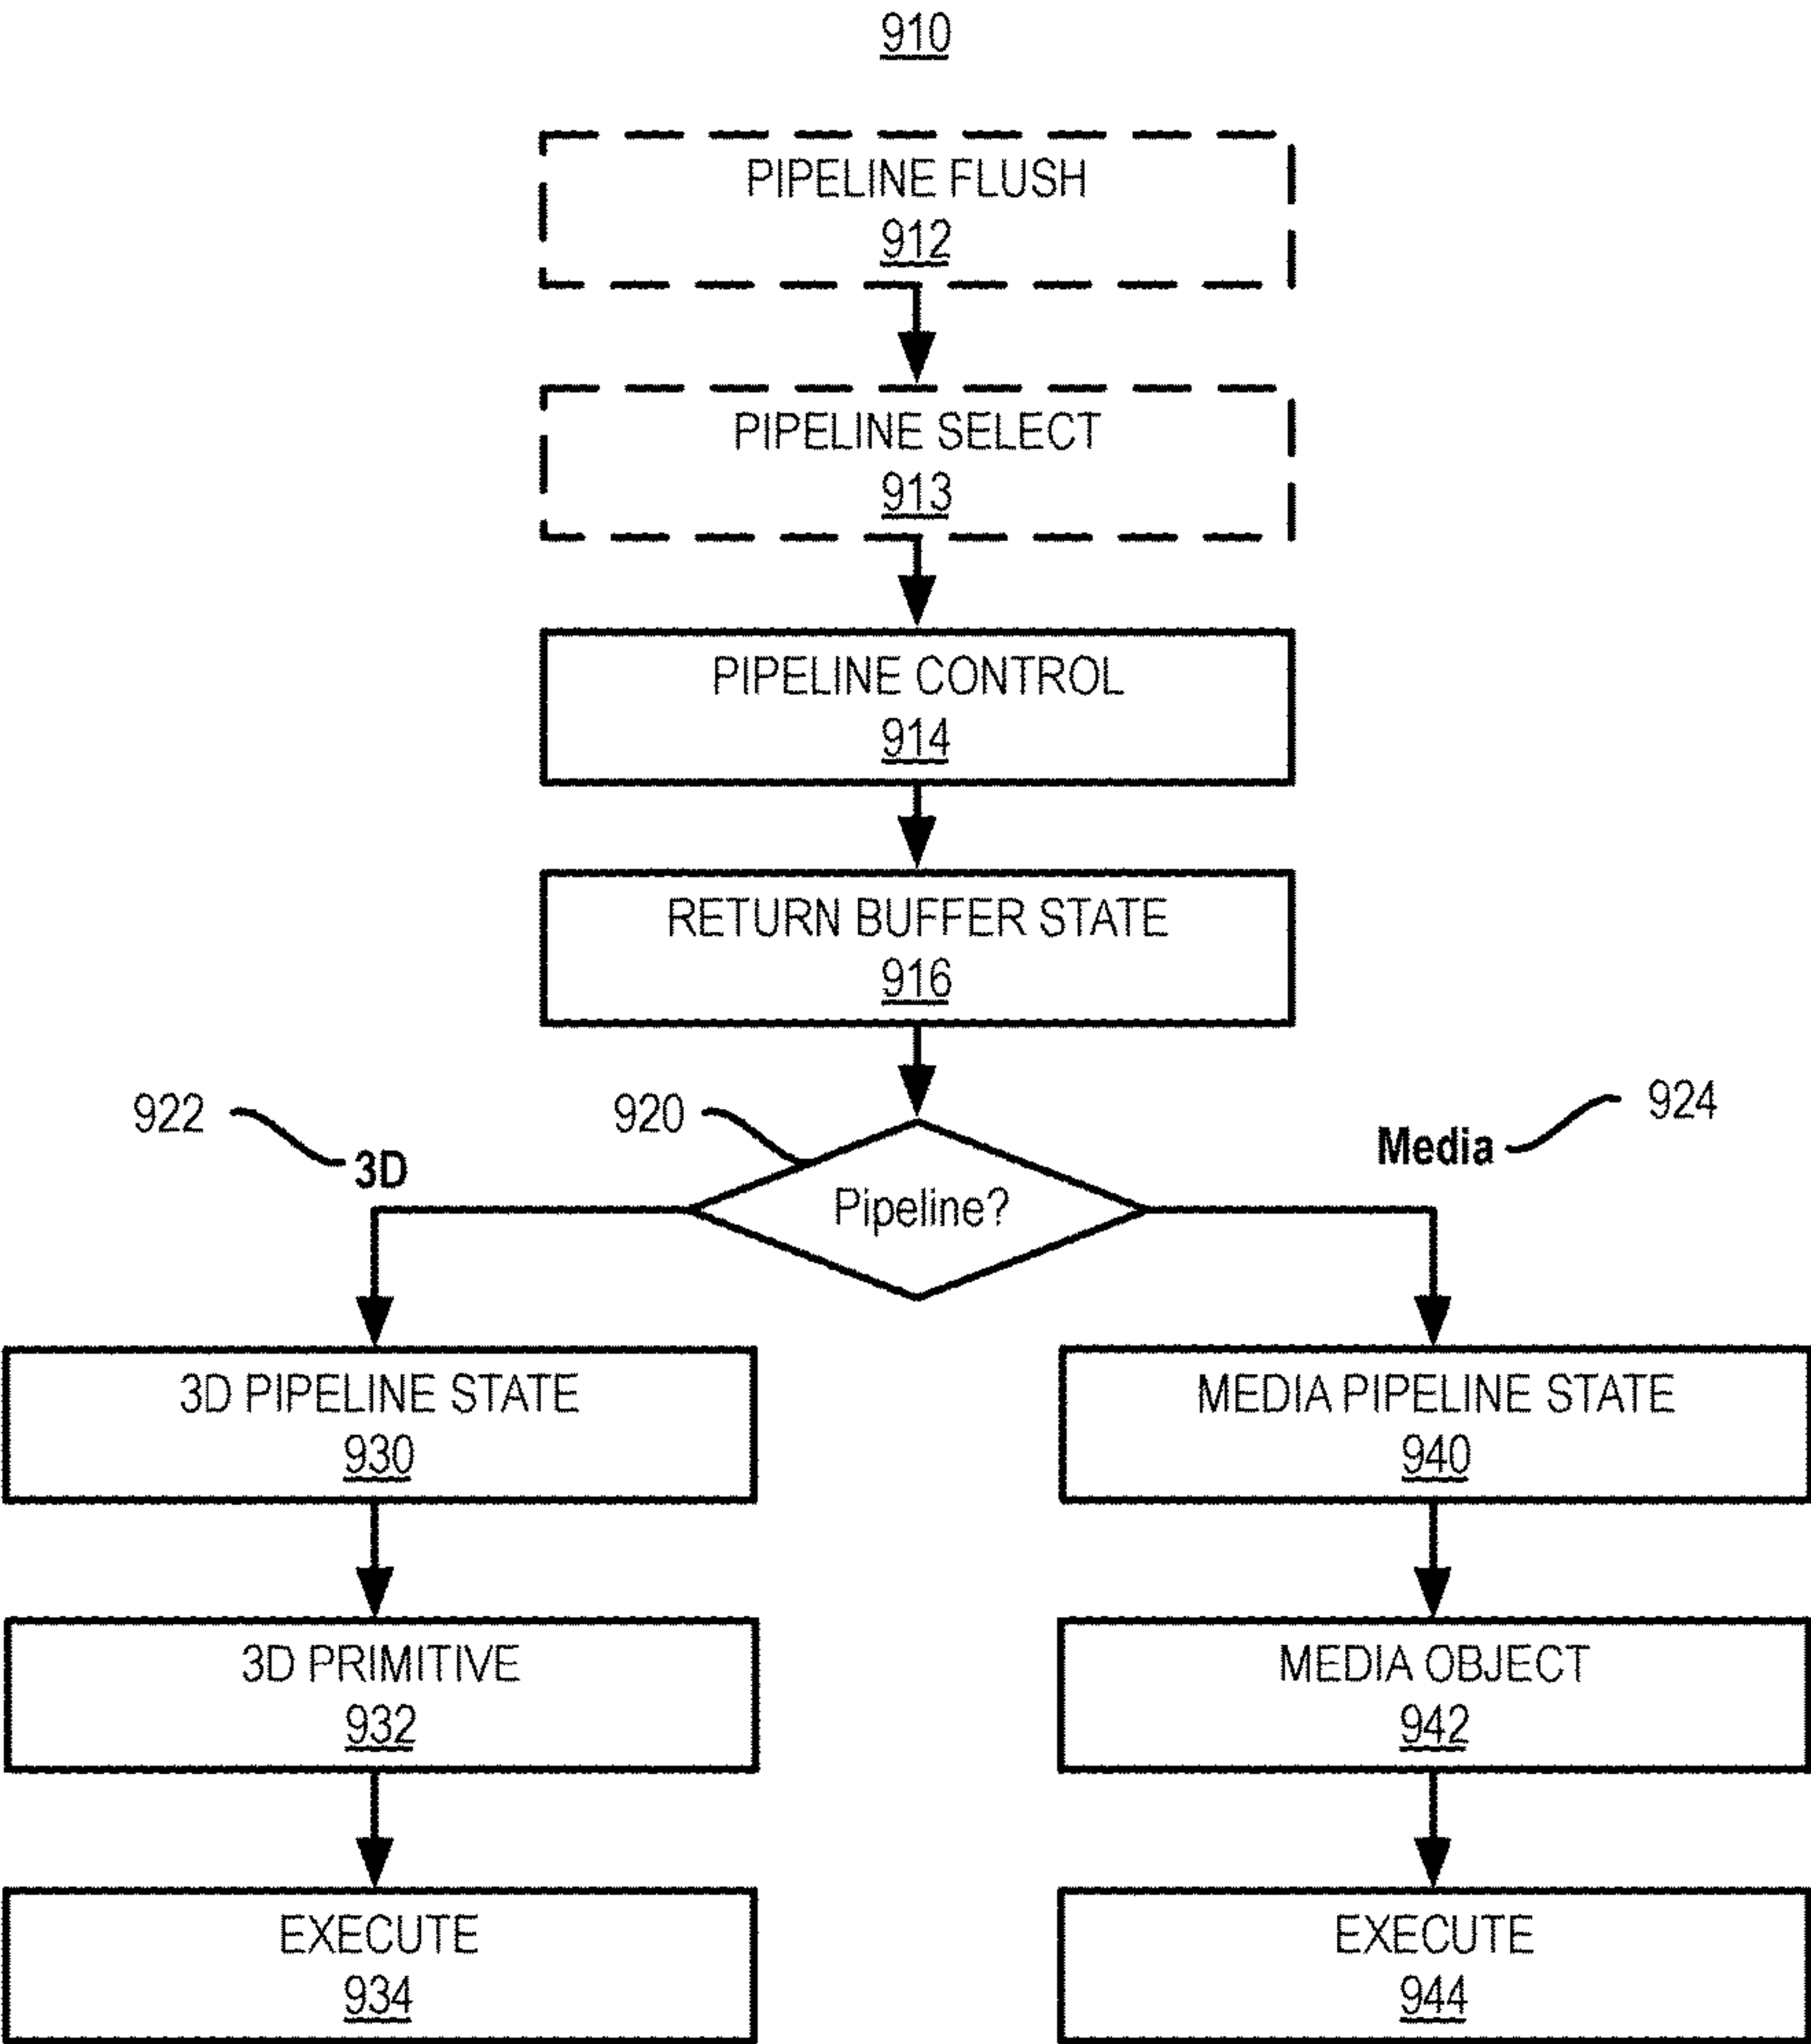 910
PIPELINE FLUSH
912
PIPELINE SELECT
913
PIPELINE CONTROL
914
RETURN BUFFER STATE
916
922
3D
920
Pipeline?
Media
924
3D PIPELINE STATE
930
MEDIA PIPELINE STATE
940
3D PRIMITIVE
932
MEDIA OBJECT
942
EXECUTE
934
EXECUTE
944